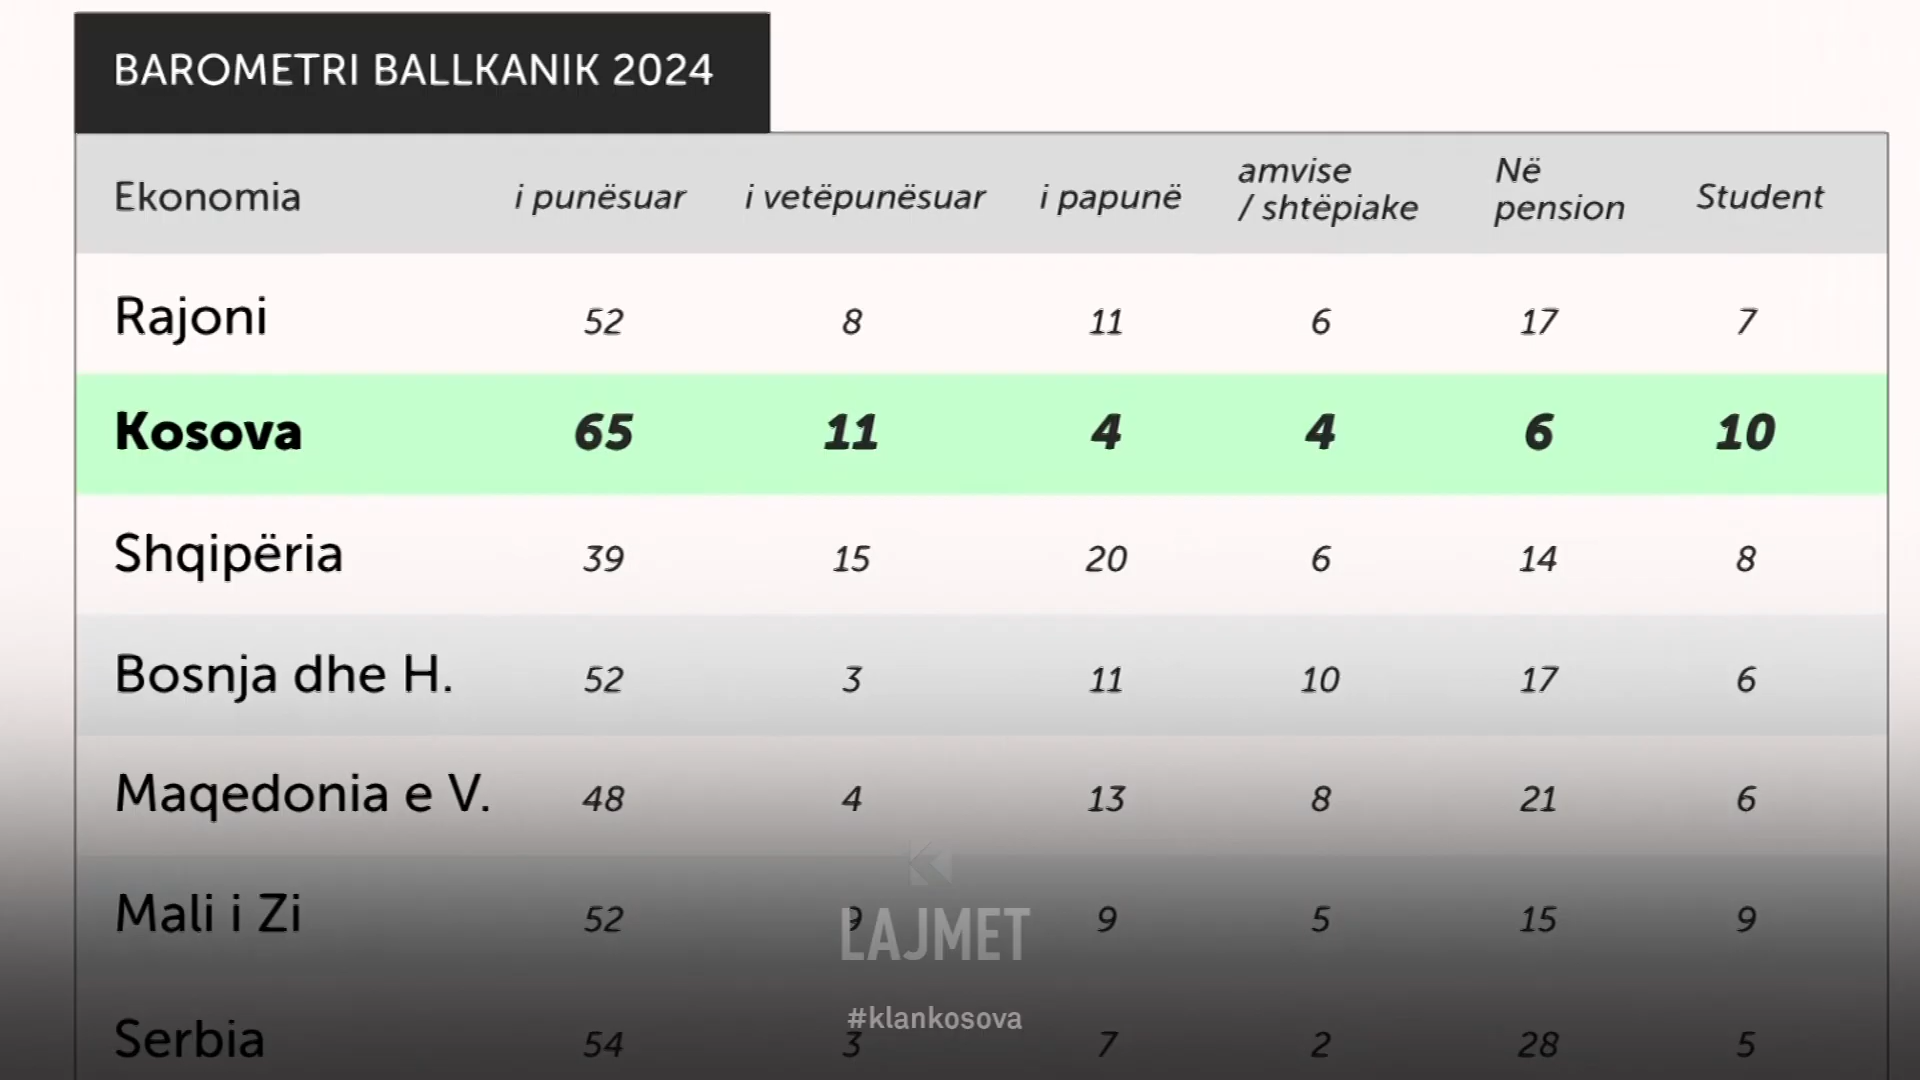 BAROMETRI BALLKANIK 2024
Ekonomia i punësuar i vetëpunësuar i papunë amvise / shtëpiake Në pension Student
Rajoni 52 8 11 6 17 7
Kosova 65 11 4 4 6 10
Shqipëria 39 15 20 6 14 8
Bosnja dhe H. 52 3 11 10 17 6
Maqedonia e V. 48 4 13 8 21 6
Mali i Zi 52 9 9 5 15 9
LAJMET
#klankosova
Serbia 54 3 7 2 28 5